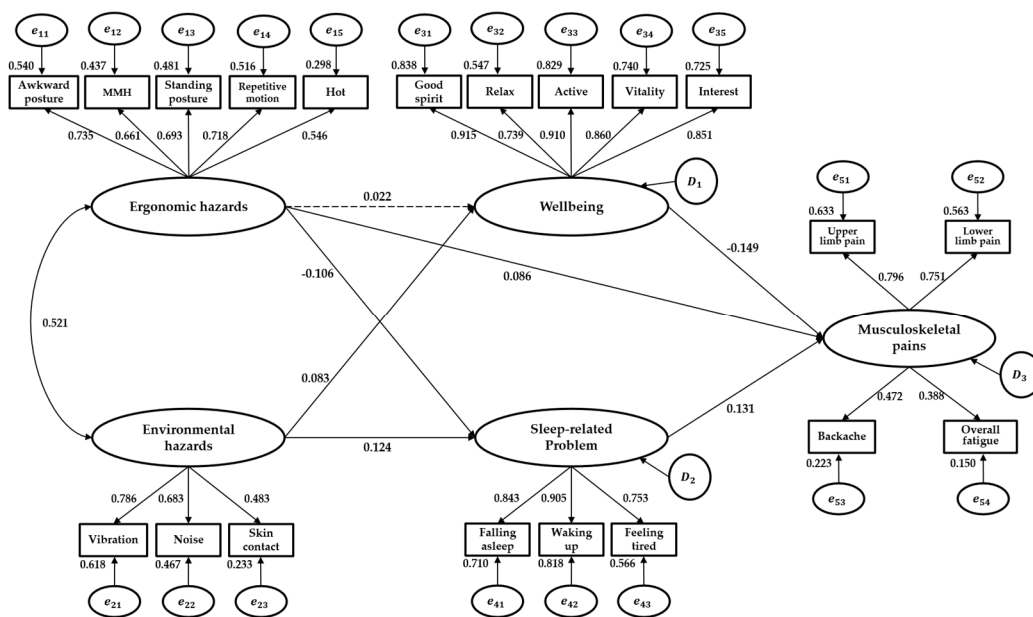 e11 e12 e13 e14 e15 e31 e32 e33 e34 e35
0.540 0.437 0.481 0.516 0.298 0.838 0.547 0.829 0.740 0.725
Awkward
posture
MMH
Standing
posture
Repetitive
motion
Hot
Good
spirit
Relax
Active
Vitality
Interest
0.735 0.661 0.693 0.718 0.546 0.915 0.739 0.910 0.860 0.851
D1
e51 e52
0.633 0.563
Upper
limb pain
Lower
limb pain
Ergonomic hazards
0.022
Wellbeing
-0.149
-0.106
0.086
0.796 0.751
0.521
Musculoskeletal
pains
D3
0.083
0.131
0.472 0.388
Environmental
hazards
0.124
Sleep-related
Problem
D2
Backache
Overall
fatigue
0.223 0.150
e53 e54
0.786 0.683 0.483 0.843 0.905 0.753
Vibration
Noise
Skin
contact
Falling
asleep
Waking
up
Feeling
tired
0.618 0.467 0.233 0.710 0.818 0.566
e21 e22 e23 e41 e42 e43